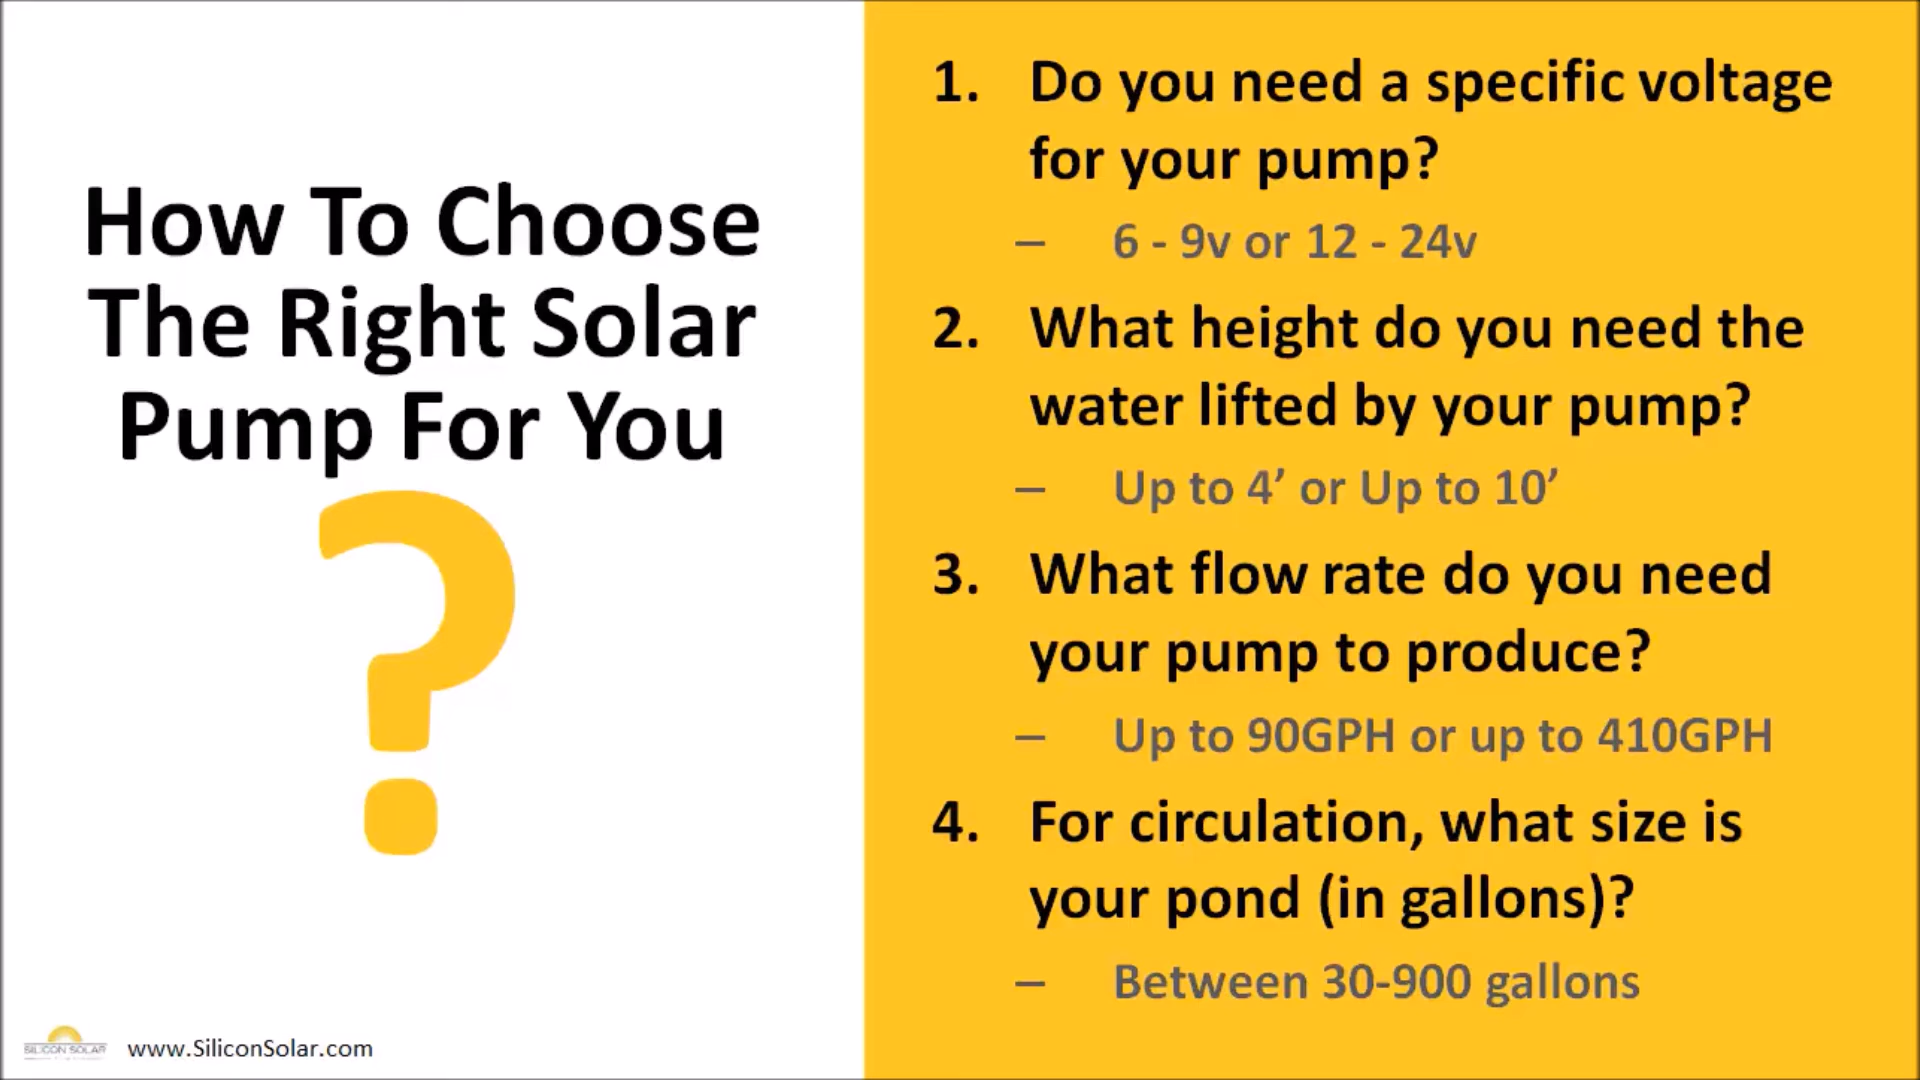 How To Choose
The Right Solar
Pump For You
?
SILICON SOLAR
www.SiliconSolar.com
1. Do you need a specific voltage
for your pump?
– 6 - 9v or 12 - 24v
2. What height do you need the
water lifted by your pump?
– Up to 4’ or Up to 10’
3. What flow rate do you need
your pump to produce?
– Up to 90GPH or up to 410GPH
4. For circulation, what size is
your pond (in gallons)?
– Between 30-900 gallons